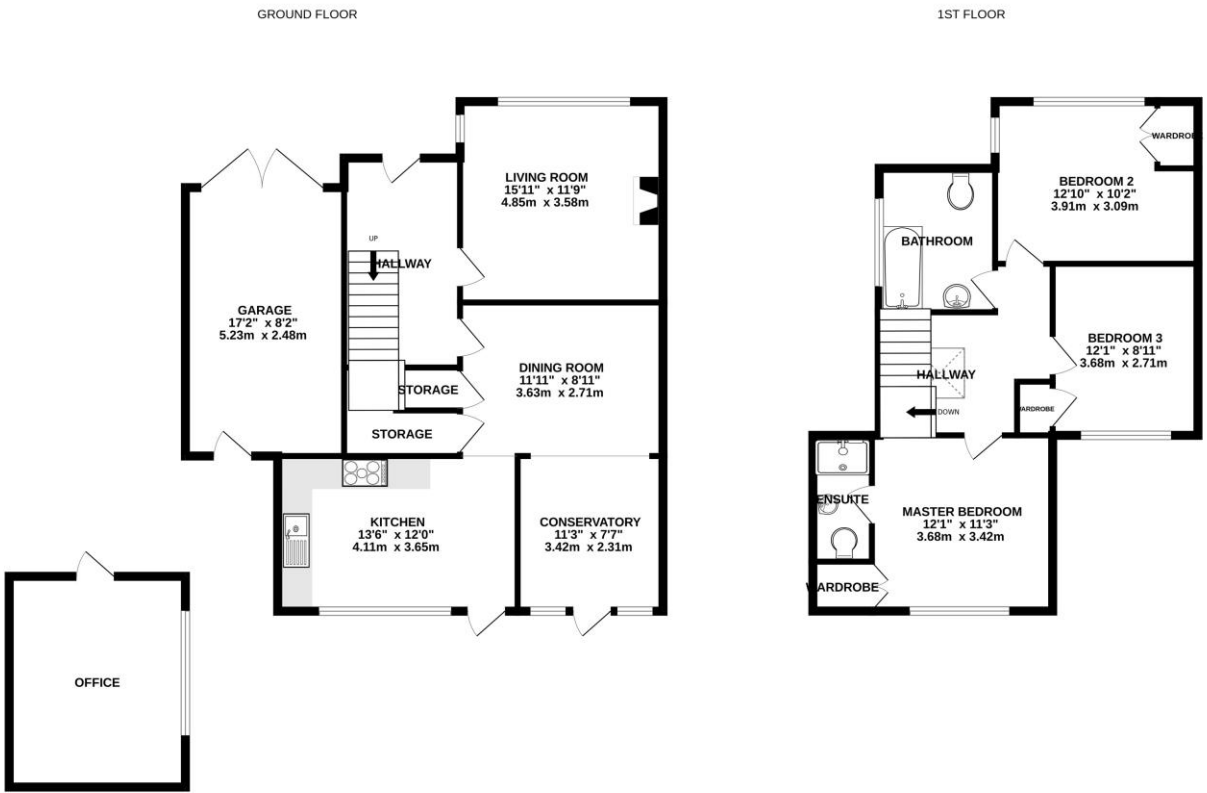 GROUND FLOOR
1ST FLOOR
LIVING ROOM
15'11" x 11'9"
4.85m x 3.58m
UP
HALLWAY
GARAGE
17'2" x 8'2"
5.23m x 2.48m
DINING ROOM
11'11" x 8'11"
3.63m x 2.71m
STORAGE
STORAGE
KITCHEN
13'6" x 12'0"
4.11m x 3.65m
CONSERVATORY
11'3" x 7'7"
3.42m x 2.31m
OFFICE
WARDROBE
BEDROOM 2
12'10" x 10'2"
3.91m x 3.09m
BATHROOM
BEDROOM 3
12'1" x 8'11"
3.68m x 2.71m
HALLWAY
DOWN
WARDROBE
ENSUITE
MASTER BEDROOM
12'1" x 11'3"
3.68m x 3.42m
WARDROBE